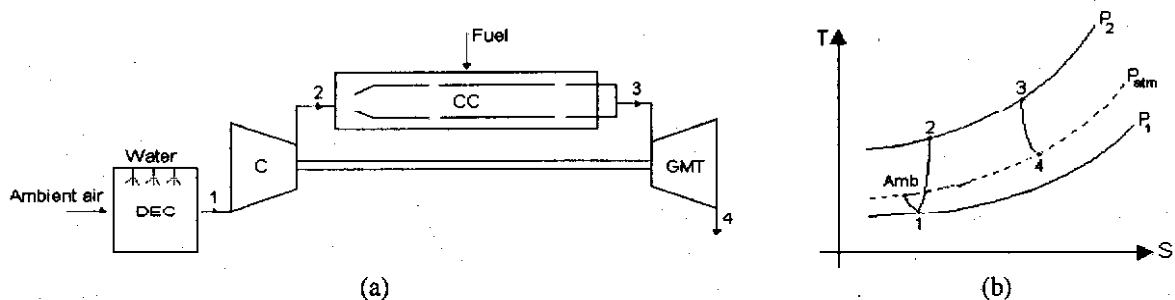 Fuel
2
CC
3
C
GMT
Water
Ambient air
DEC
1
4
(a)
T
P2
3
Patm
2
P1
4
Amb
1
S
(b)